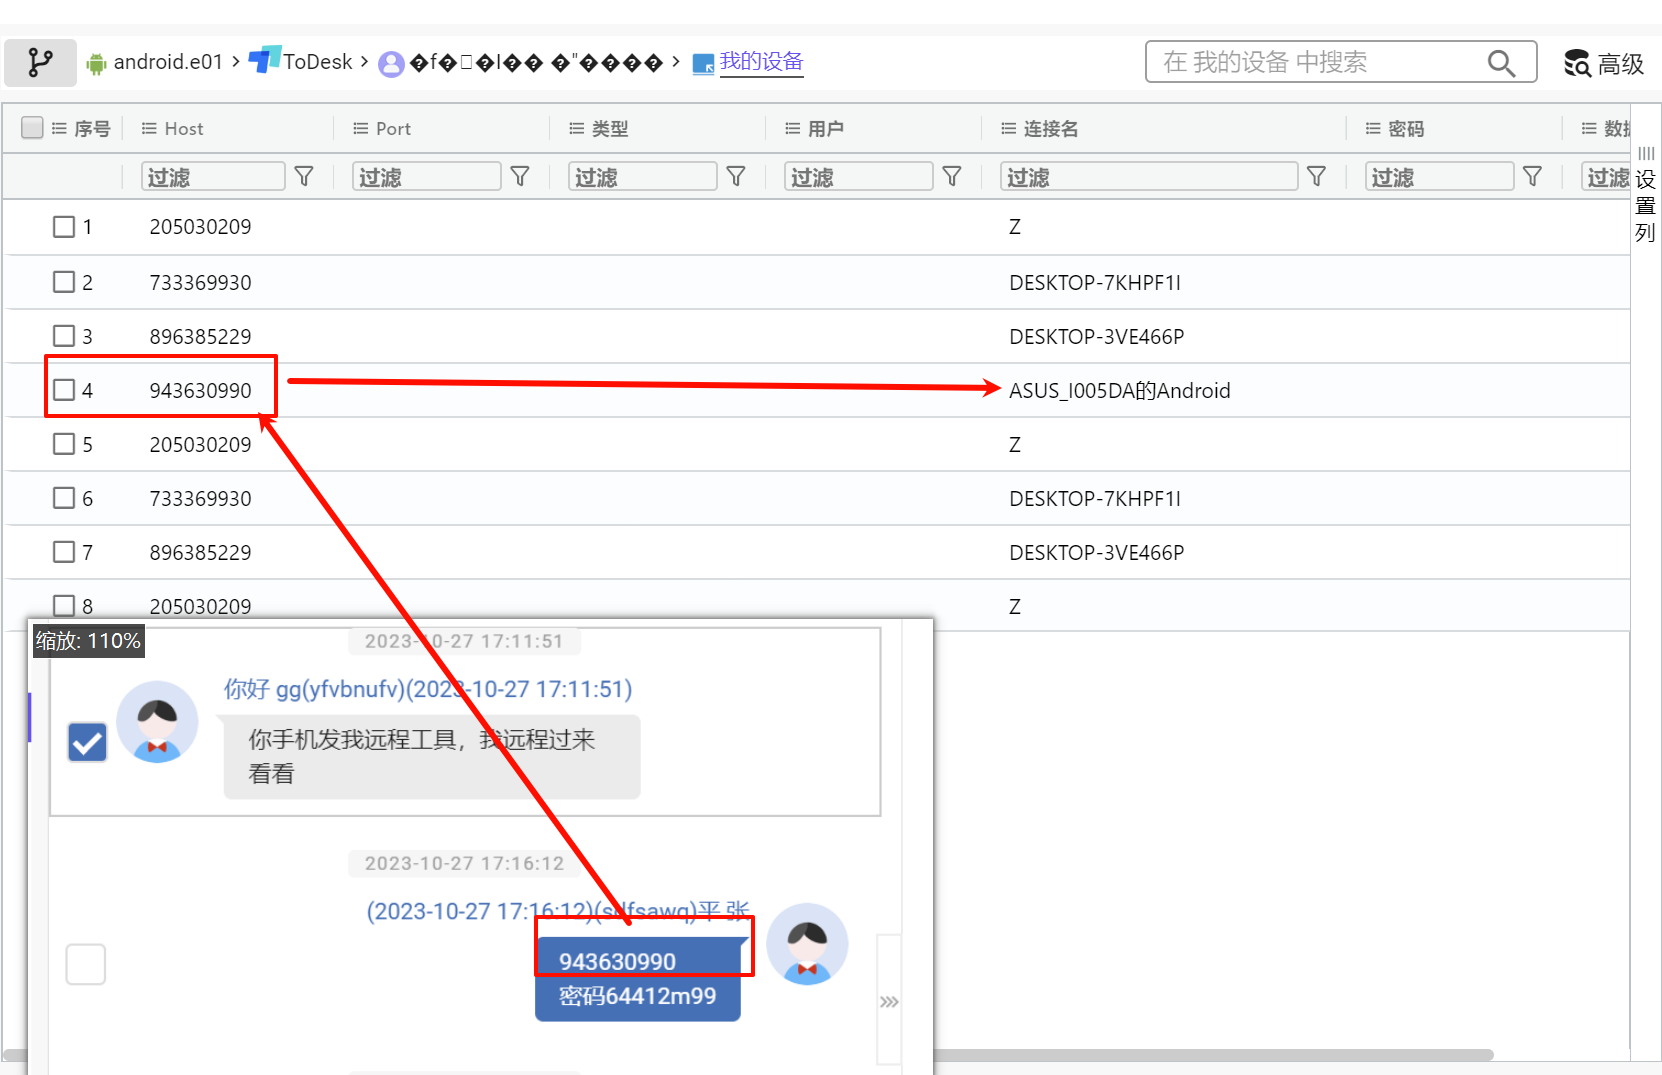 android.e01 › ToDesk › �f�▯�I�� �"���� › 我的设备
在 我的设备 中搜索
高级
序号 Host Port 类型 用户 连接名 密码 数据
过滤 过滤 过滤 过滤 过滤 过滤 过滤
设置列
1 205030209 Z
2 733369930 DESKTOP-7KHPF1I
3 896385229 DESKTOP-3VE466P
4 943630990 ASUS_I005DA的Android
5 205030209 Z
6 733369930 DESKTOP-7KHPF1I
7 896385229 DESKTOP-3VE466P
8 205030209 Z
缩放: 110%
2023-10-27 17:11:51
你好 gg(yfvbnufv)(2023-10-27 17:11:51)
你手机发我远程工具，我远程过来
看看
2023-10-27 17:16:12
(2023-10-27 17:16:12)(sdfsawq)平 张
943630990
密码64412m99